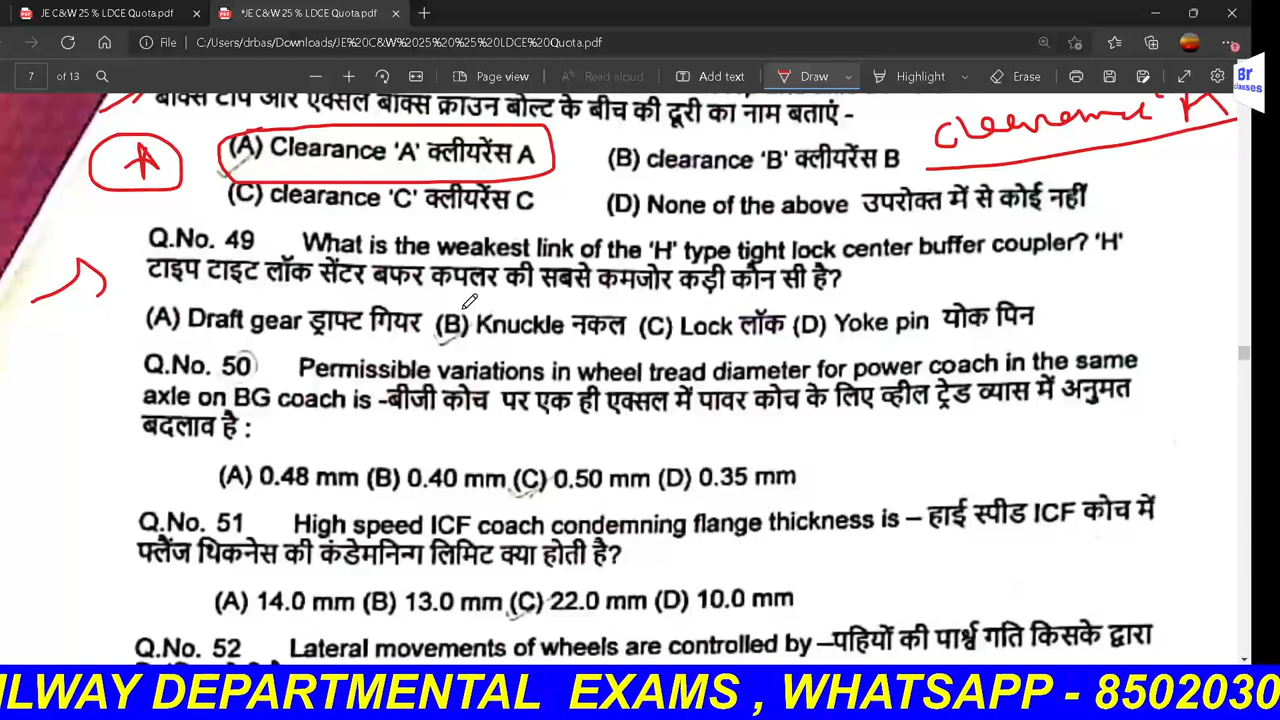 JE C&W 25 % LDCE Quota.pdf
*JE C&W 25 % LDCE Quota.pdf
File C:/Users/drbas/Downloads/JE%20C&W%2025%20%25%20LDCE%20Quota.pdf
7 of 13 Page view Read aloud Add text Draw Highlight Erase
Br
classes
बॉक्स टॉप और एक्सल बॉक्स क्राउन बोल्ट के बीच की दूरी का नाम बताएं -
clearance 'A'
A
(A) Clearance 'A' क्लीयरेंस A (B) clearance 'B' क्लीयरेंस B
(C) clearance 'C' क्लीयरेंस C (D) None of the above उपरोक्त में से कोई नहीं
Q.No. 49 What is the weakest link of the 'H' type tight lock center buffer coupler? 'H'
टाइप टाइट लॉक सेंटर बफर कपलर की सबसे कमजोर कड़ी कौन सी है?
(A) Draft gear ड्राफ्ट गियर (B) Knuckle नकल (C) Lock लॉक (D) Yoke pin योक पिन
Q.No. 50 Permissible variations in wheel tread diameter for power coach in the same
axle on BG coach is -बीजी कोच पर एक ही एक्सल में पावर कोच के लिए व्हील ट्रेड व्यास में अनुमत
बदलाव है :
(A) 0.48 mm (B) 0.40 mm (C) 0.50 mm (D) 0.35 mm
Q.No. 51 High speed ICF coach condemning flange thickness is – हाई स्पीड ICF कोच में
फ्लैंज थिकनेस की कंडेमनिन्ग लिमिट क्या होती है?
(A) 14.0 mm (B) 13.0 mm (C) 22.0 mm (D) 10.0 mm
Q.No. 52 Lateral movements of wheels are controlled by –पहियों की पार्श्व गति किसके द्वारा
ILWAY DEPARTMENTAL EXAMS , WHATSAPP - 8502030